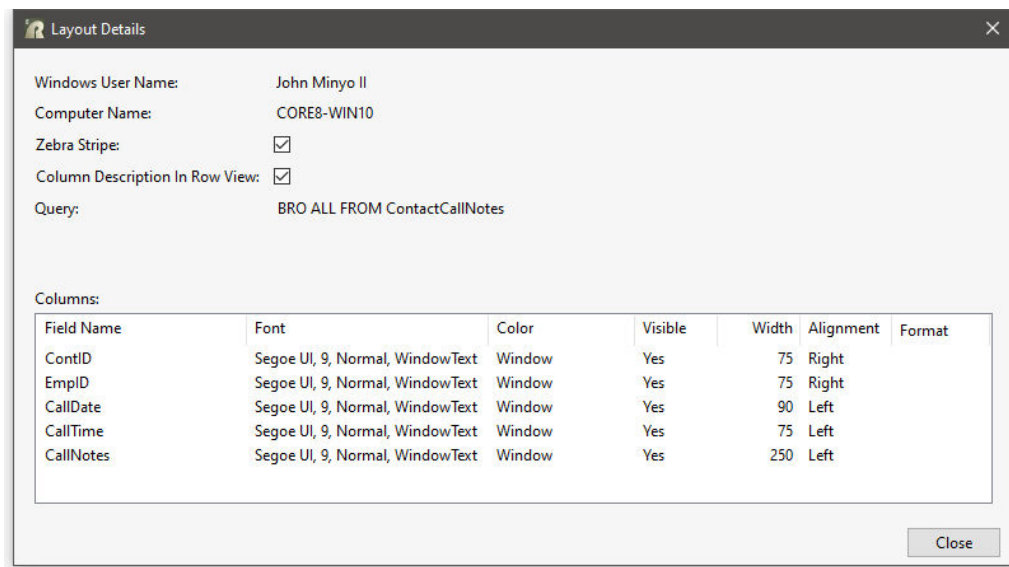 Layout Details
Windows User Name: John Minyo II
Computer Name: CORE8-WIN10
Zebra Stripe:
Column Description In Row View:
Query: BRO ALL FROM ContactCallNotes
Columns:
Field Name Font Color Visible Width Alignment Format
ContID Segoe UI, 9, Normal, WindowText Window Yes 75 Right
EmpID Segoe UI, 9, Normal, WindowText Window Yes 75 Right
CallDate Segoe UI, 9, Normal, WindowText Window Yes 90 Left
CallTime Segoe UI, 9, Normal, WindowText Window Yes 75 Left
CallNotes Segoe UI, 9, Normal, WindowText Window Yes 250 Left
Close